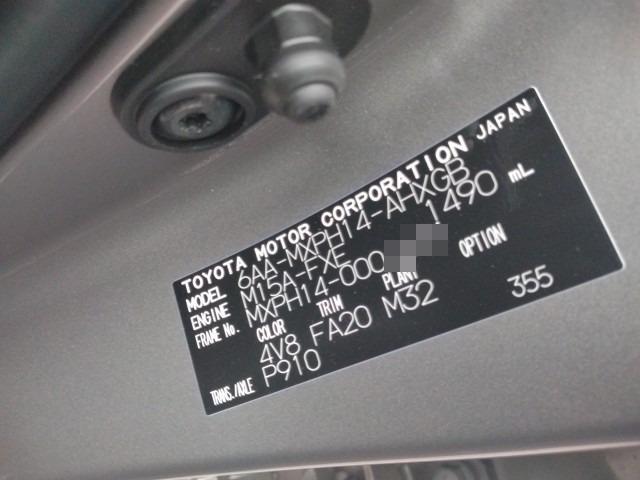 TOYOTA MOTOR CORPORATION JAPAN
MODEL 6AA-MXPH14-AHXGB
ENGINE M15A-FXE 1490 mL
FRAME No. MXPH14-000
COLOR TRIM PLANT OPTION
4V8 FA20 M32 355
TRANS./AXLE P910